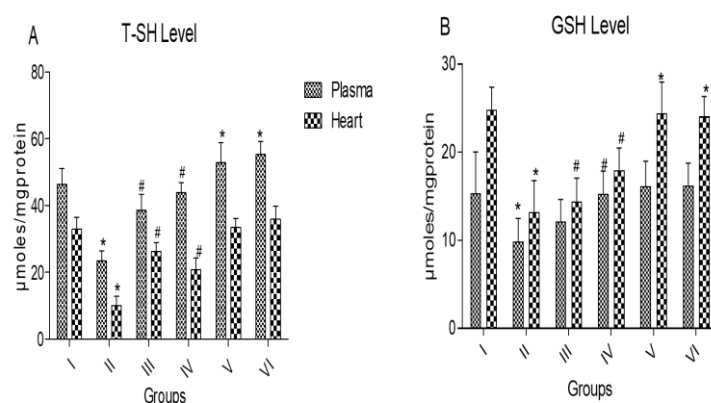 A
T-SH Level
80
60
40
20
0
µmoles/mgprotein
* * # # # # * *
I II III IV V VI
Groups
Plasma
Heart
B
GSH Level
30
20
10
0
µmoles/mgprotein
* * # # # * *
I II III IV V VI
Groups